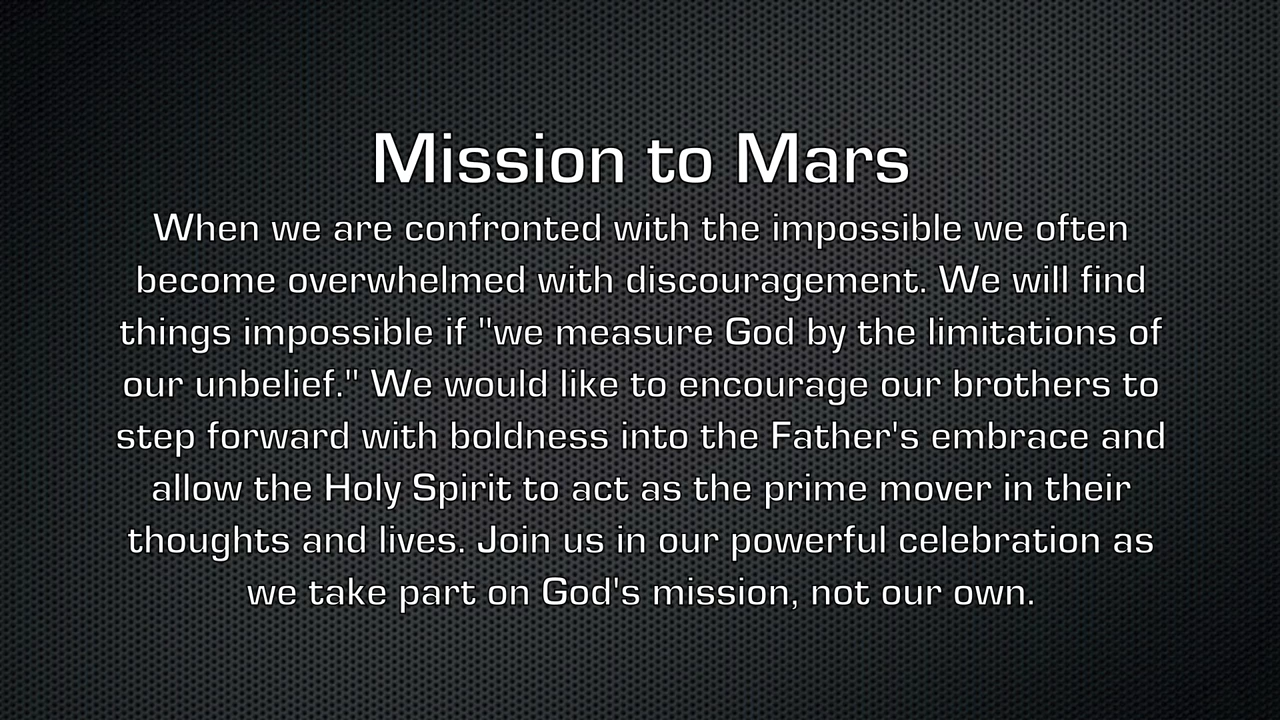 Mission to Mars
When we are confronted with the impossible we often
become overwhelmed with discouragement. We will find
things impossible if "we measure God by the limitations of
our unbelief." We would like to encourage our brothers to
step forward with boldness into the Father's embrace and
allow the Holy Spirit to act as the prime mover in their
thoughts and lives. Join us in our powerful celebration as
we take part on God's mission, not our own.